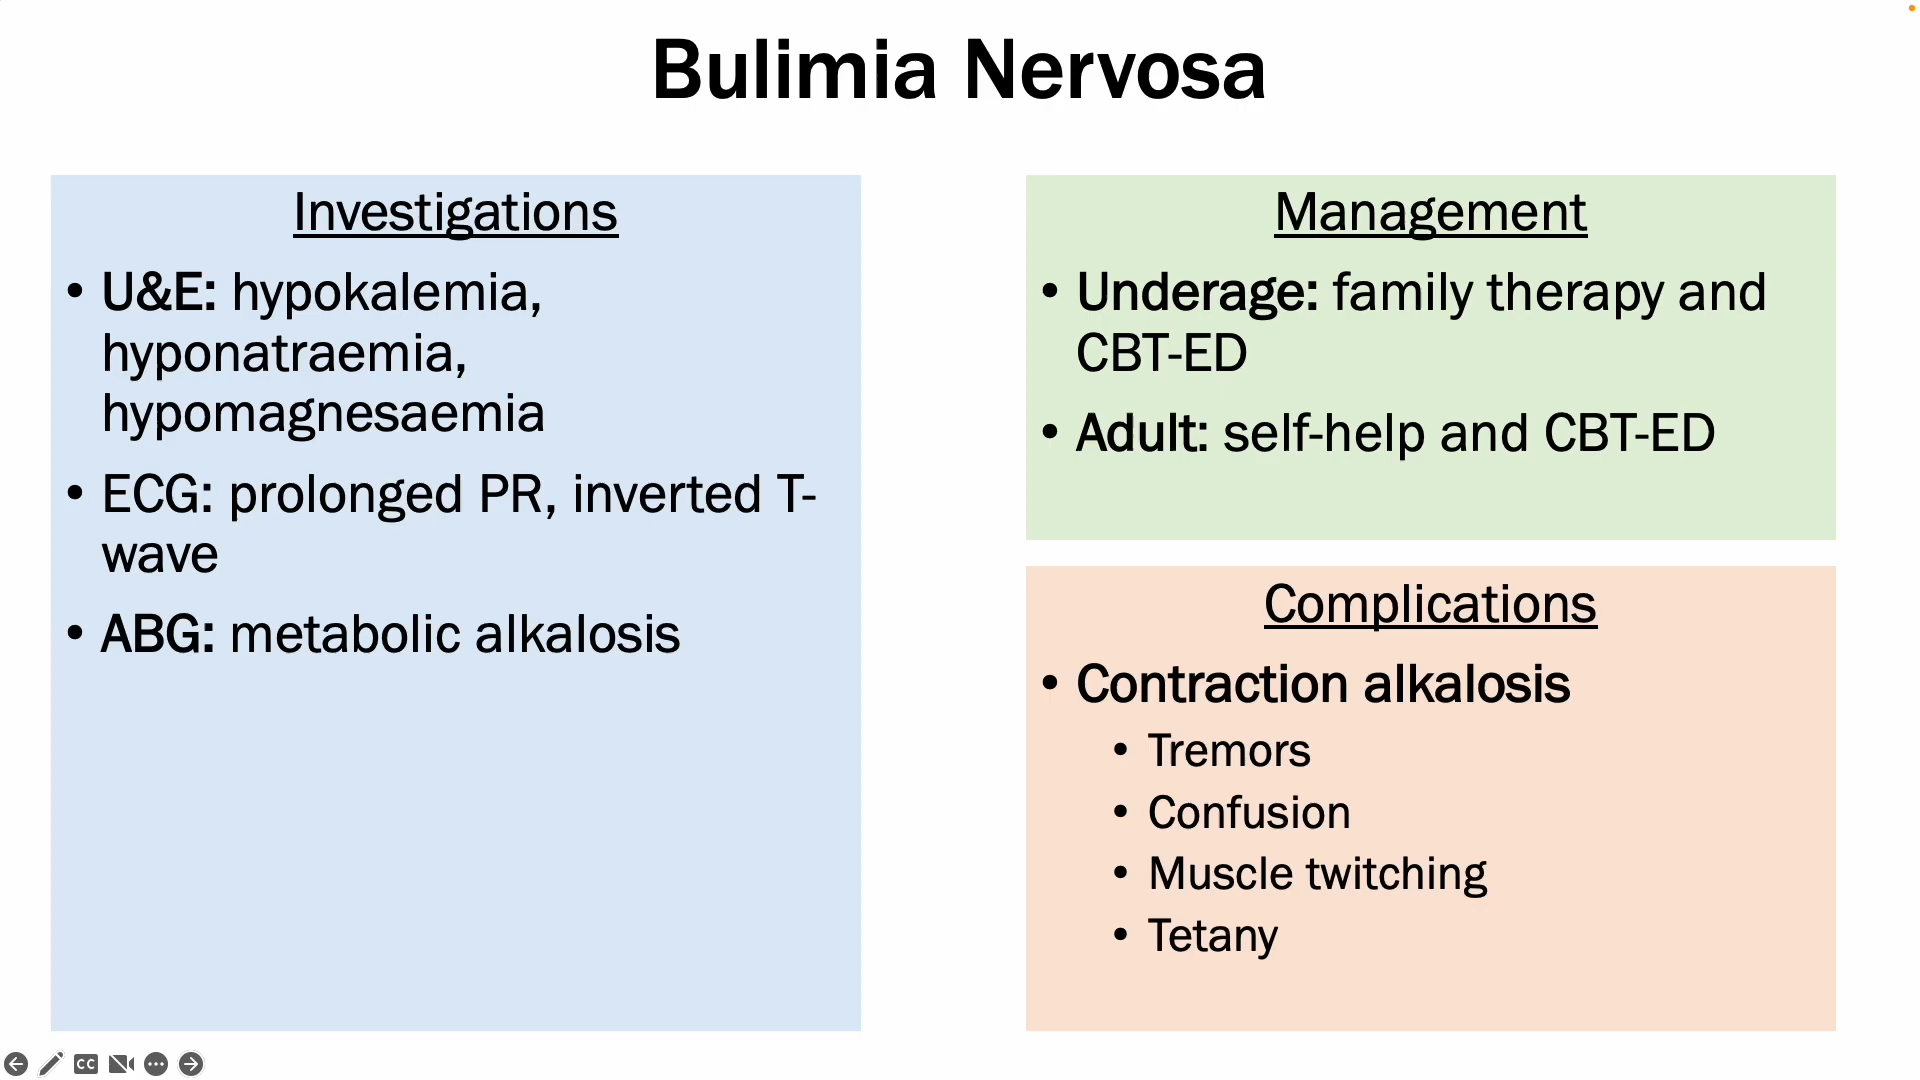 Bulimia Nervosa
Investigations
• U&E: hypokalemia,
hyponatraemia,
hypomagnesaemia
• ECG: prolonged PR, inverted T-
wave
• ABG: metabolic alkalosis
Management
• Underage: family therapy and
CBT-ED
• Adult: self-help and CBT-ED
Complications
• Contraction alkalosis
• Tremors
• Confusion
• Muscle twitching
• Tetany
CC